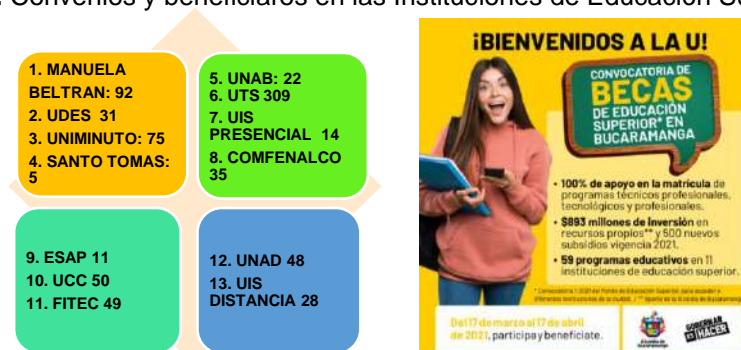 . Convenios y beneficiaros en las Instituciones de Educación Su
1. MANUELA
BELTRAN: 92
2. UDES 31
3. UNIMINUTO: 75
4. SANTO TOMAS:
5
5. UNAB: 22
6. UTS 309
7. UIS
PRESENCIAL 14
8. COMFENALCO
35
9. ESAP 11
10. UCC 50
11. FITEC 49
12. UNAD 48
13. UIS
DISTANCIA 28
¡BIENVENIDOS A LA U!
CONVOCATORIA DE
BECAS
DE EDUCACIÓN
SUPERIOR* EN
BUCARAMANGA
• 100% de apoyo en la matrícula de
programas técnicos profesionales,
tecnológicos y profesionales.
• $893 millones de inversión en
recursos propios** y 500 nuevos
subsidios vigencia 2021.
• 59 programas educativos en 11
instituciones de educación superior.
Del 17 de marzo al 17 de abril
de 2021, participa y benefíciate.
GOBERNAR
ES HACER